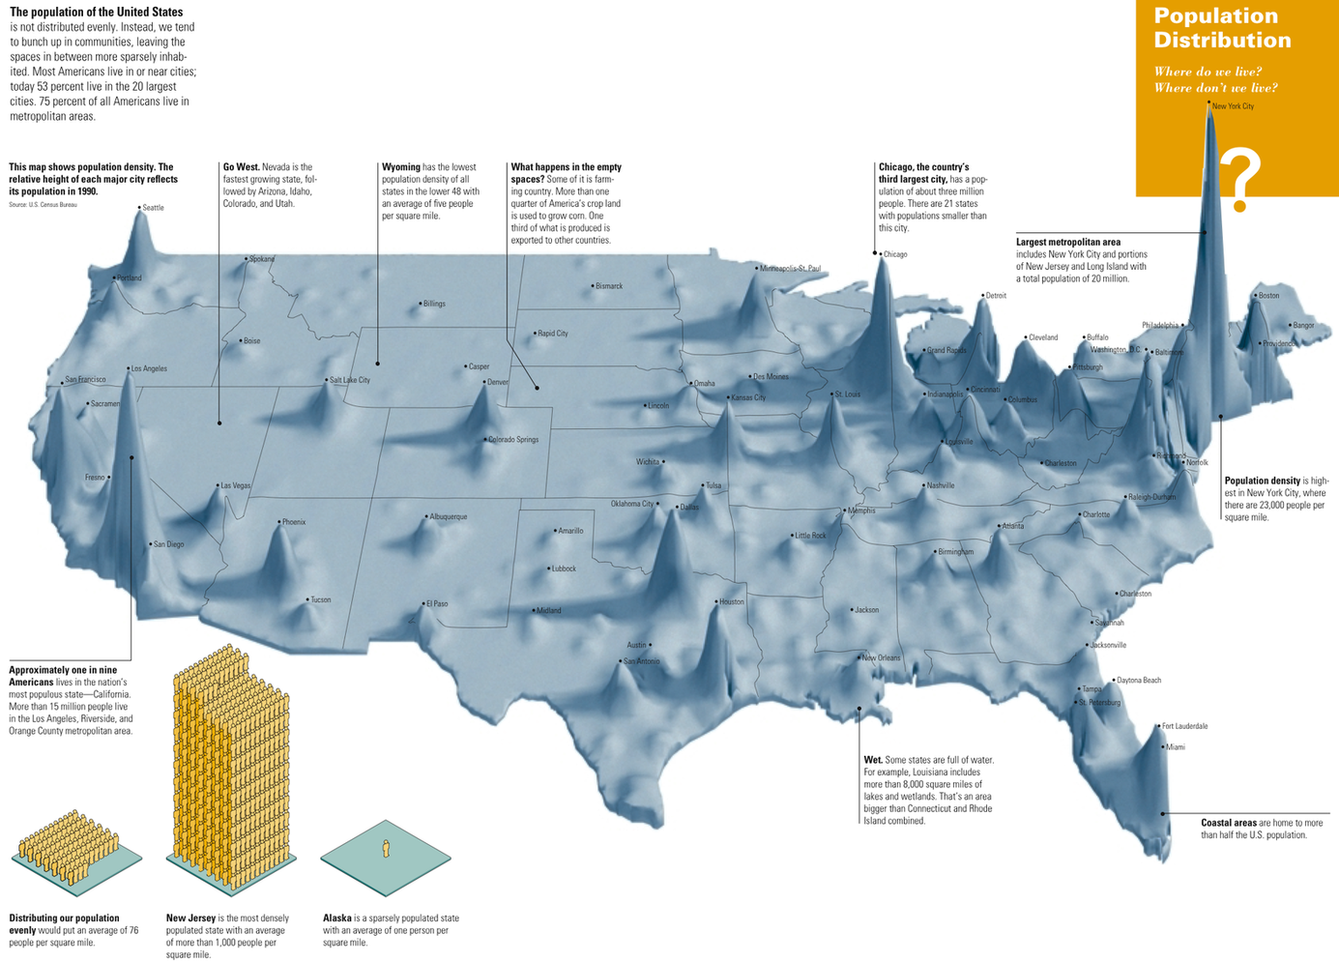 The population of the United States
is not distributed evenly. Instead, we tend
to bunch up in communities, leaving the
spaces in between more sparsely inhab-
ited. Most Americans live in or near cities;
today 53 percent live in the 20 largest
cities. 75 percent of all Americans live in
metropolitan areas.
Population
Distribution
Where do we live?
Where don't we live?
?
This map shows population density. The
relative height of each major city reflects
its population in 1990.
Source: U.S. Census Bureau
Go West. Nevada is the
fastest growing state, fol-
lowed by Arizona, Idaho,
Colorado, and Utah.
Wyoming has the lowest
population density of all
states in the lower 48 with
an average of five people
per square mile.
What happens in the empty
spaces? Some of it is farm-
ing country. More than one
quarter of America's crop land
is used to grow corn. One
third of what is produced is
exported to other countries.
Chicago, the country's
third largest city, has a pop-
ulation of about three million
people. There are 21 states
with populations smaller than
this city.
Largest metropolitan area
includes New York City and portions
of New Jersey and Long Island with
a total population of 20 million.
New York City
Seattle
Portland
Spokane
Billings
Boise
Bismarck
Rapid City
Minneapolis-St. Paul
Chicago
Detroit
Grand Rapids
Cleveland
Buffalo
Pittsburgh
Washington, D.C.
Philadelphia
Baltimore
Boston
Bangor
Providence
San Francisco
Los Angeles
Sacramen
Salt Lake City
Casper
Denver
Colorado Springs
Omaha
Lincoln
Des Moines
Kansas City
St. Louis
Indianapolis
Cincinnati
Columbus
Louisville
Charleston
Richmond
Norfolk
Fresno
Las Vegas
San Diego
Phoenix
Tucson
Albuquerque
El Paso
Wichita
Tulsa
Oklahoma City
Dallas
Amarillo
Lubbock
Midland
Houston
Austin
San Antonio
Little Rock
Memphis
Nashville
Birmingham
Atlanta
Charlotte
Raleigh-Durham
Charleston
Savannah
Jacksonville
Jackson
New Orleans
Daytona Beach
Tampa
St. Petersburg
Fort Lauderdale
Miami
Population density is high-
est in New York City, where
there are 23,000 people per
square mile.
Approximately one in nine
Americans lives in the nation's
most populous state—California.
More than 15 million people live
in the Los Angeles, Riverside, and
Orange County metropolitan area.
Wet. Some states are full of water.
For example, Louisiana includes
more than 8,000 square miles of
lakes and wetlands. That's an area
bigger than Connecticut and Rhode
Island combined.
Coastal areas are home to more
than half the U.S. population.
Distributing our population
evenly would put an average of 76
people per square mile.
New Jersey is the most densely
populated state with an average
of more than 1,000 people per
square mile.
Alaska is a sparsely populated state
with an average of one person per
square mile.